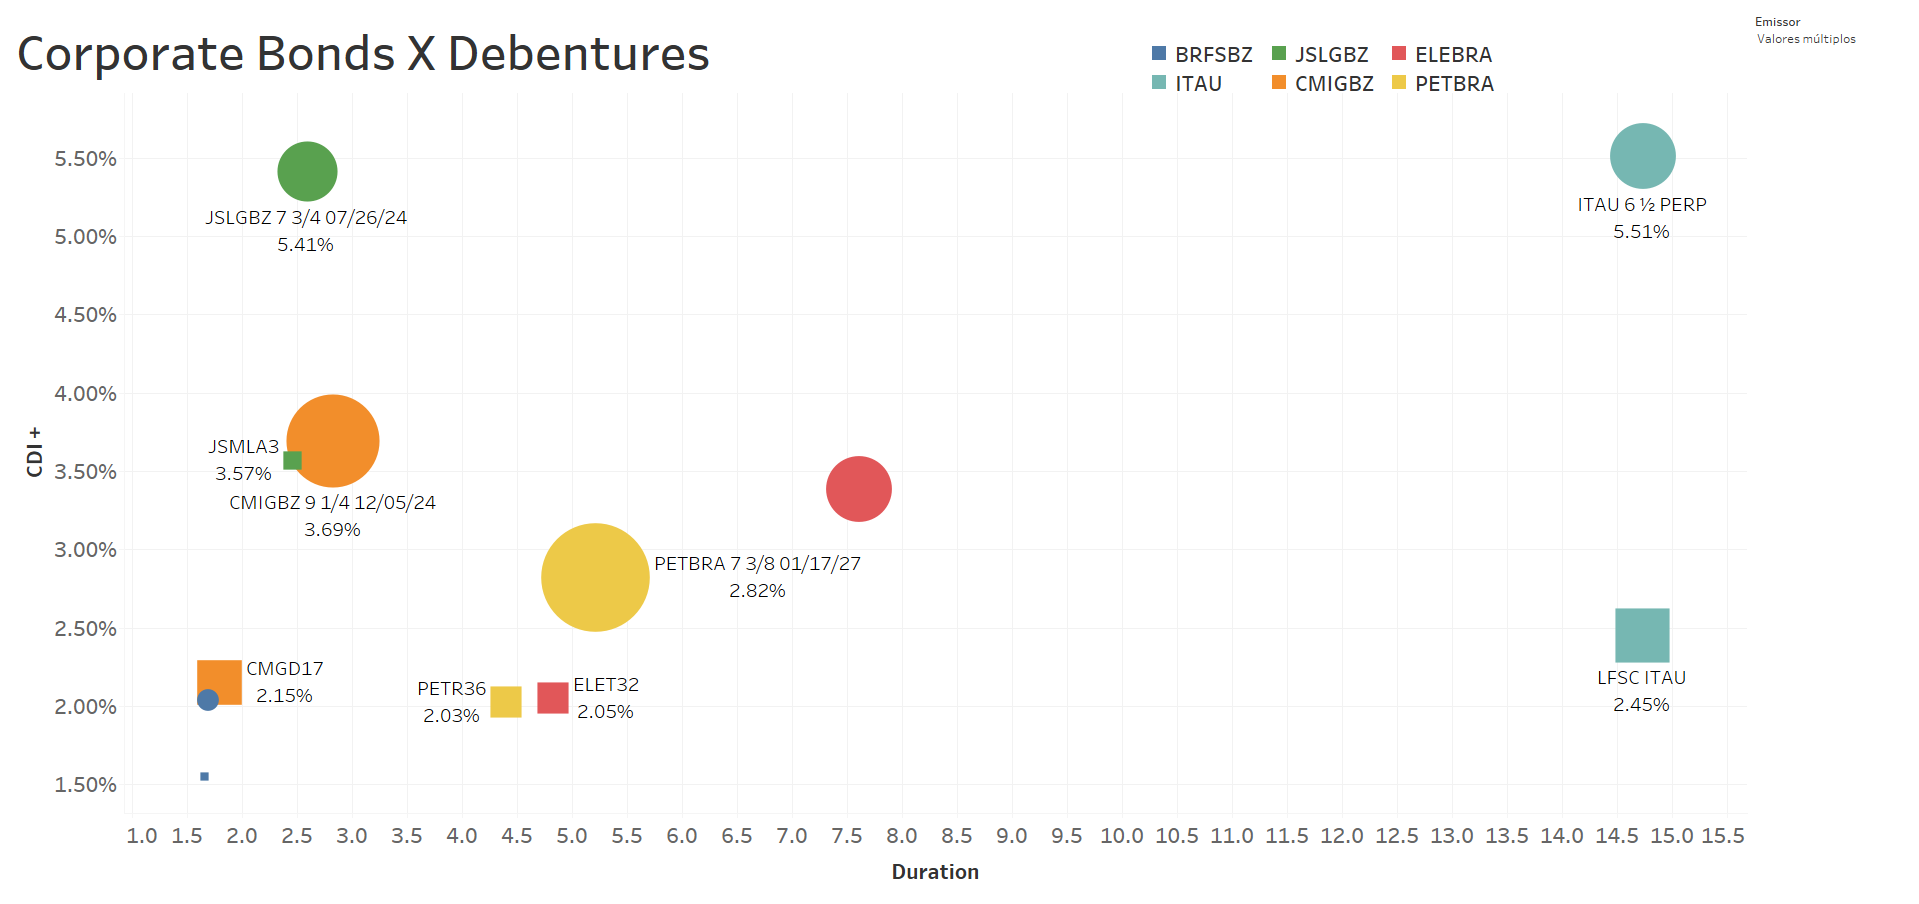 Corporate Bonds X Debentures
Emissor
Valores múltiplos
BRFSBZ JSLGBZ ELEBRA
ITAU CMIGBZ PETBRA
5.50%
5.00%
4.50%
4.00%
3.50%
3.00%
2.50%
2.00%
1.50%
CDI +
JSLGBZ 7 3/4 07/26/24
5.41%
ITAU 6 ½ PERP
5.51%
JSMLA3
3.57%
CMIGBZ 9 1/4 12/05/24
3.69%
PETBRA 7 3/8 01/17/27
2.82%
CMGD17
2.15%
PETR36
2.03%
ELET32
2.05%
LFSC ITAU
2.45%
1.0 1.5 2.0 2.5 3.0 3.5 4.0 4.5 5.0 5.5 6.0 6.5 7.0 7.5 8.0 8.5 9.0 9.5 10.0 10.5 11.0 11.5 12.0 12.5 13.0 13.5 14.0 14.5 15.0 15.5
Duration